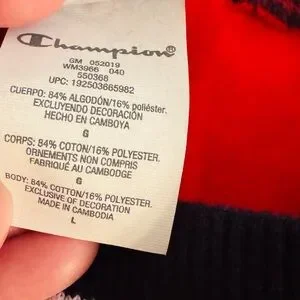 Champion®
GM 052019
WM3966 040
550368
UPC: 192503665982
CUERPO: 84% ALGODÓN/16% poliéster.
EXCLUYENDO DECORACIÓN
HECHO EN CAMBOYA
G
CORPS: 84% COTON/16% POLYESTER.
ORNEMENTS NON COMPRIS
FABRIQUÉ AU CAMBODGE
G
BODY: 84% COTTON/16% POLYESTER.
EXCLUSIVE OF DECORATION
MADE IN CAMBODIA
L